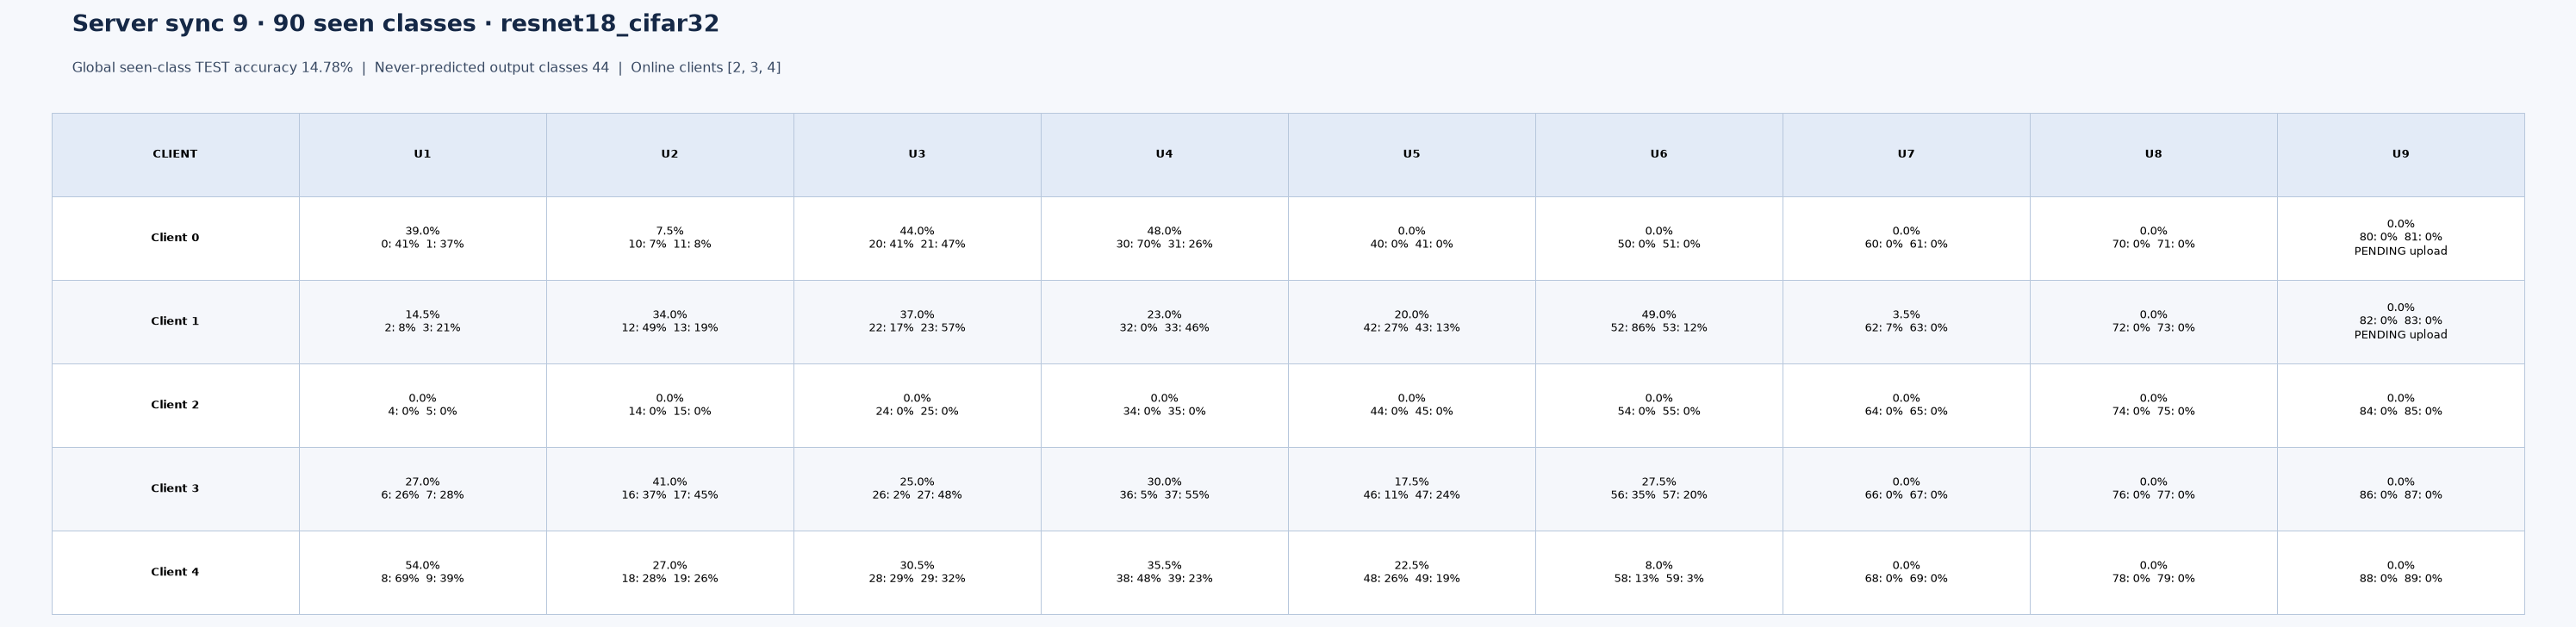 Server sync 9 · 90 seen classes · resnet18_cifar32
Global seen-class TEST accuracy 14.78% | Never-predicted output classes 44 | Online clients [2, 3, 4]
CLIENT U1 U2 U3 U4 U5 U6 U7 U8 U9
Client 0
39.0%
0: 41% 1: 37%
7.5%
10: 7% 11: 8%
44.0%
20: 41% 21: 47%
48.0%
30: 70% 31: 26%
0.0%
40: 0% 41: 0%
0.0%
50: 0% 51: 0%
0.0%
60: 0% 61: 0%
0.0%
70: 0% 71: 0%
0.0%
80: 0% 81: 0%
PENDING upload
Client 1
14.5%
2: 8% 3: 21%
34.0%
12: 49% 13: 19%
37.0%
22: 17% 23: 57%
23.0%
32: 0% 33: 46%
20.0%
42: 27% 43: 13%
49.0%
52: 86% 53: 12%
3.5%
62: 7% 63: 0%
0.0%
72: 0% 73: 0%
0.0%
82: 0% 83: 0%
PENDING upload
Client 2
0.0%
4: 0% 5: 0%
0.0%
14: 0% 15: 0%
0.0%
24: 0% 25: 0%
0.0%
34: 0% 35: 0%
0.0%
44: 0% 45: 0%
0.0%
54: 0% 55: 0%
0.0%
64: 0% 65: 0%
0.0%
74: 0% 75: 0%
0.0%
84: 0% 85: 0%
Client 3
27.0%
6: 26% 7: 28%
41.0%
16: 37% 17: 45%
25.0%
26: 2% 27: 48%
30.0%
36: 5% 37: 55%
17.5%
46: 11% 47: 24%
27.5%
56: 35% 57: 20%
0.0%
66: 0% 67: 0%
0.0%
76: 0% 77: 0%
0.0%
86: 0% 87: 0%
Client 4
54.0%
8: 69% 9: 39%
27.0%
18: 28% 19: 26%
30.5%
28: 29% 29: 32%
35.5%
38: 48% 39: 23%
22.5%
48: 26% 49: 19%
8.0%
58: 13% 59: 3%
0.0%
68: 0% 69: 0%
0.0%
78: 0% 79: 0%
0.0%
88: 0% 89: 0%